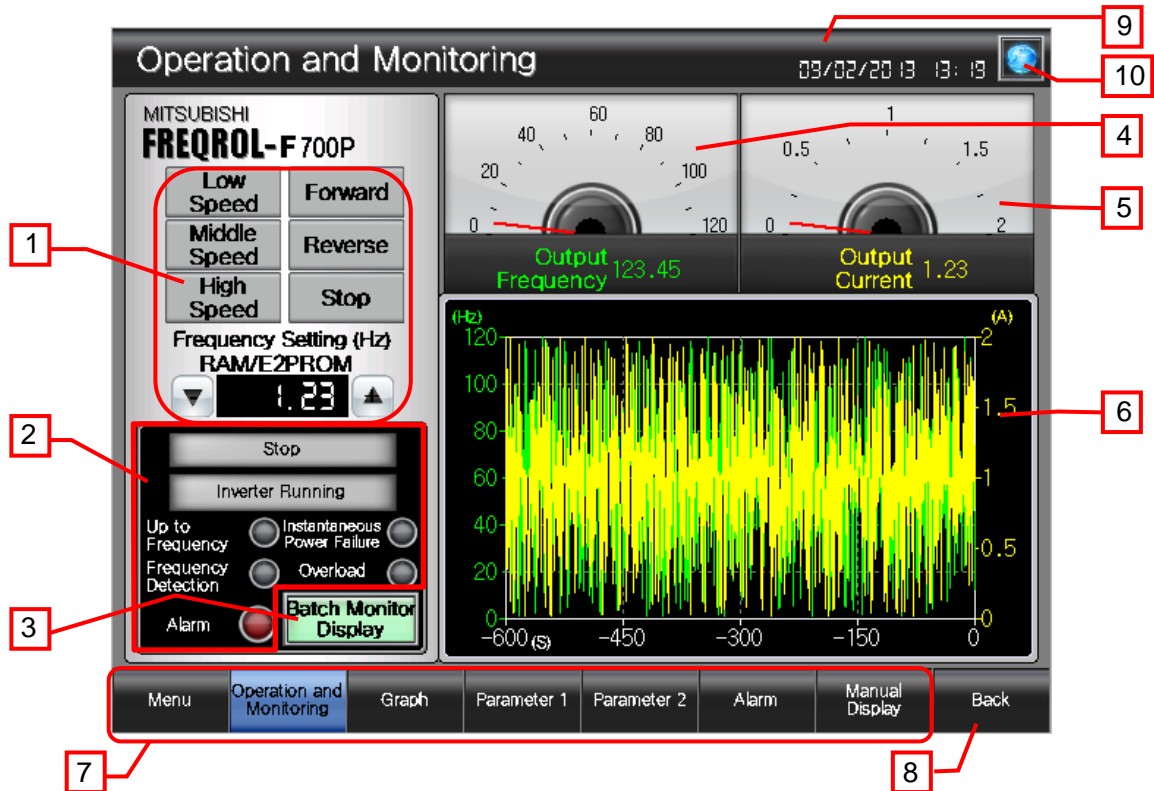 9
Operation and Monitoring
09/02/2013 13:19
10
MITSUBISHI
FREQROL-F700P
Low Speed
Forward
Middle Speed
Reverse
High Speed
Stop
Frequency Setting (Hz)
RAM/E2PROM
1.23
1
0
20
40
60
80
100
120
Output
Frequency
123.45
4
0
0.5
1
1.5
2
Output
Current
1.23
5
(Hz)
120
100
80
60
40
20
0
(A)
2
1.5
1
0.5
0
-600
(S)
-450
-300
-150
0
6
2
Stop
Inverter Running
Up to
Frequency
Instantaneous
Power Failure
Frequency
Detection
Overload
3
Alarm
Batch Monitor
Display
Menu
Operation and
Monitoring
Graph
Parameter 1
Parameter 2
Alarm
Manual
Display
Back
7
8